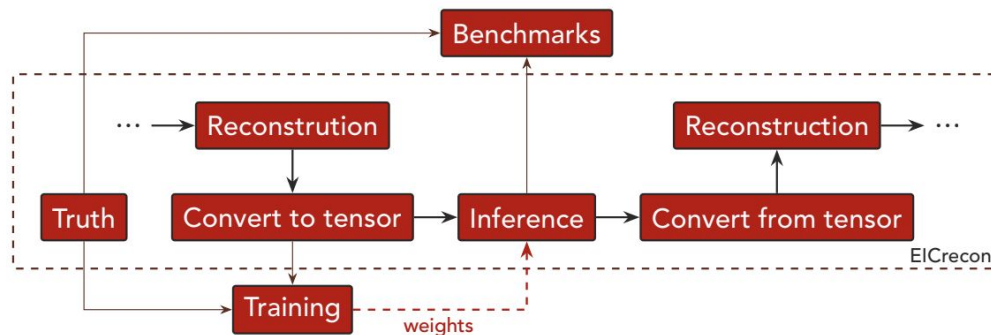 Benchmarks
...
Reconstrution
Reconstruction
...
Truth
Convert to tensor
Inference
Convert from tensor
EICrecon
Training
weights